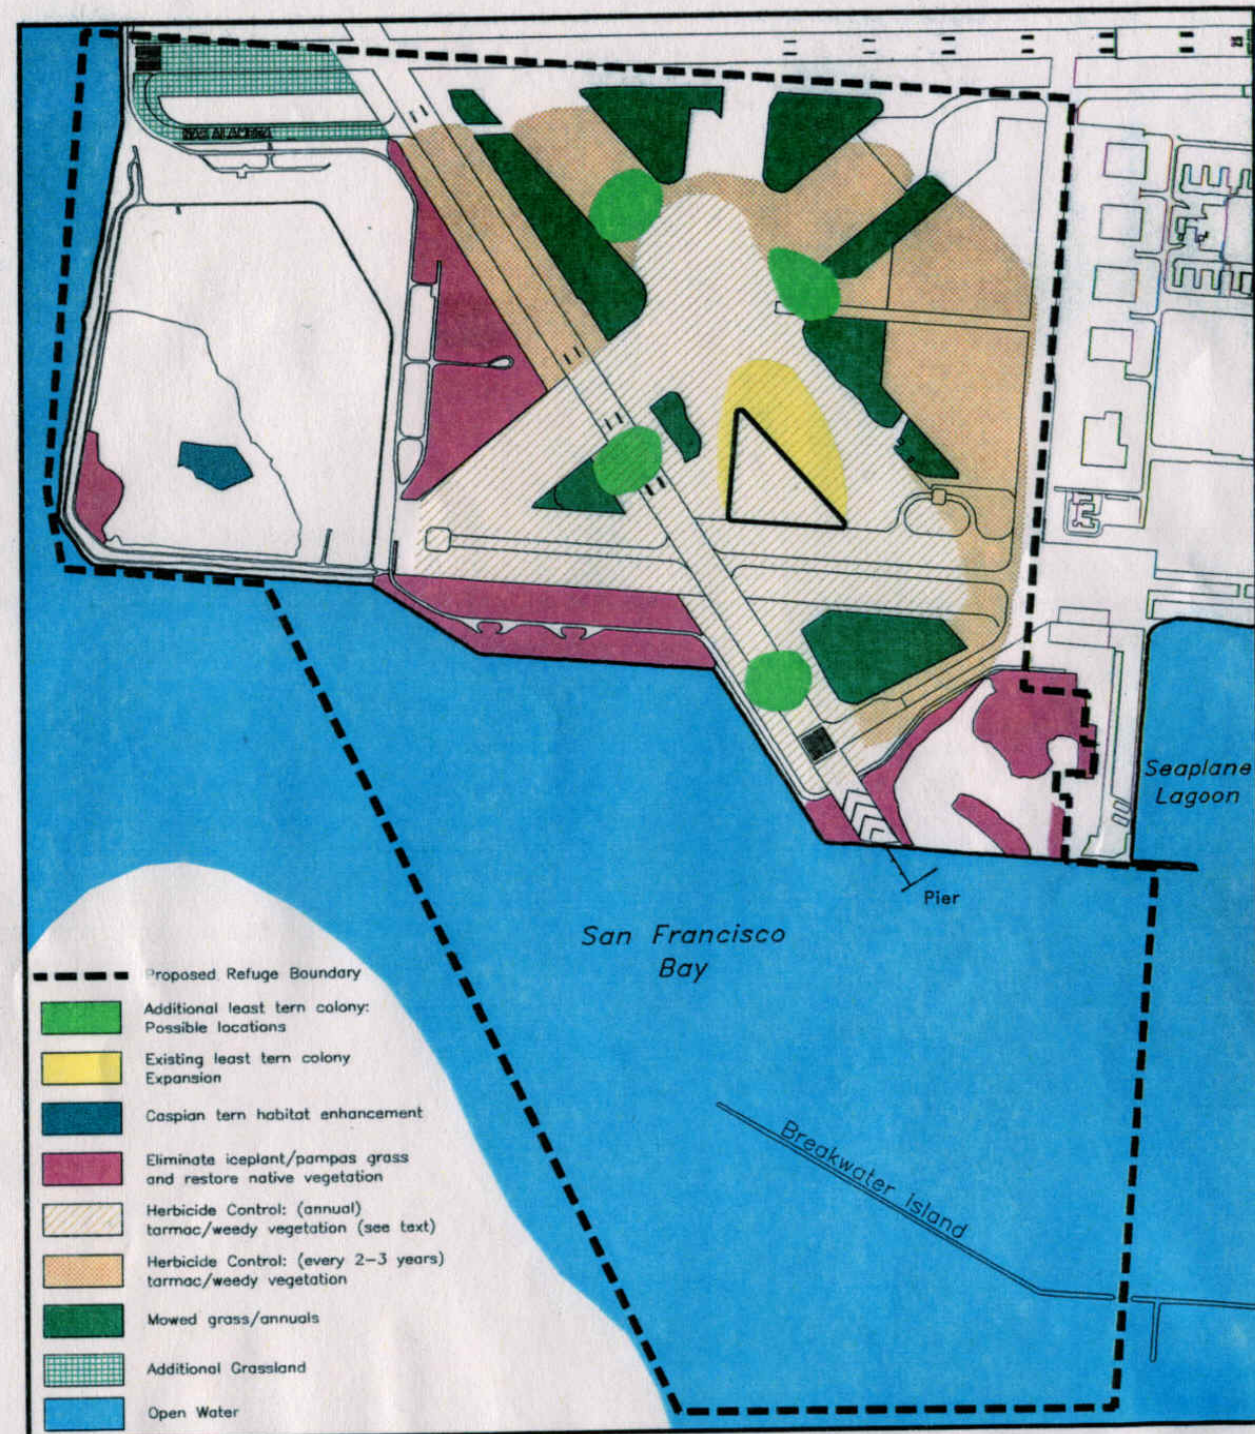 NAS ALAMEDA
25
Seaplane
Lagoon
Pier
San Francisco
Bay
Breakwater Island
Proposed Refuge Boundary
Additional least tern colony:
Possible locations
Existing least tern colony
Expansion
Caspian tern habitat enhancement
Eliminate iceplant/pampas grass
and restore native vegetation
Herbicide Control: (annual)
tarmac/weedy vegetation (see text)
Herbicide Control: (every 2-3 years)
tarmac/weedy vegetation
Mowed grass/annuals
Additional Grassland
Open Water